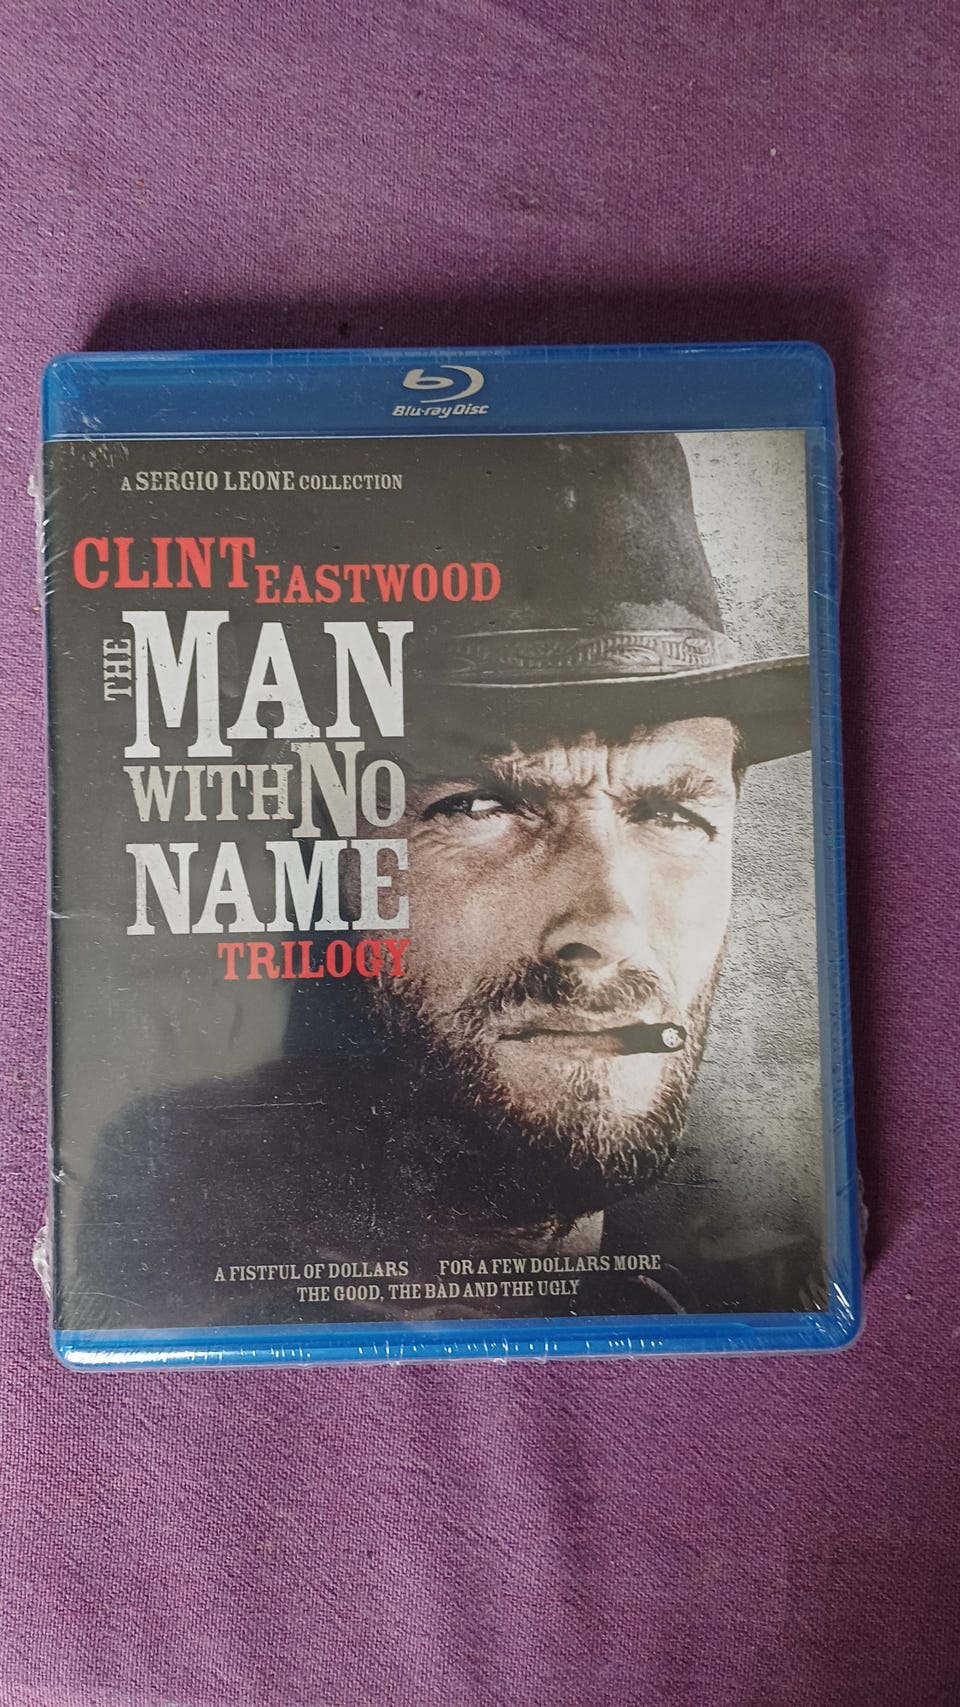 Blu-ray Disc
A SERGIO LEONE COLLECTION
CLINT EASTWOOD
THE MAN
WITH NO
NAME
TRILOGY
A FISTFUL OF DOLLARS FOR A FEW DOLLARS MORE
THE GOOD, THE BAD AND THE UGLY